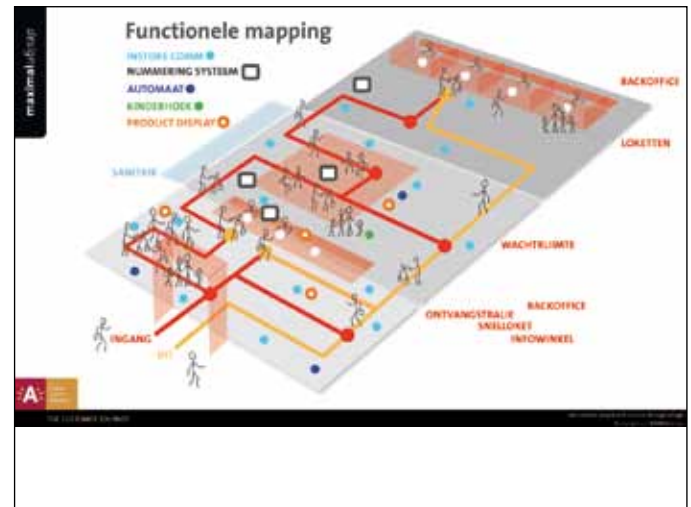 maximaluitinap
Functionele mapping
INSTORE COMM
NUMMERING SYSTEEM
AUTOMAAT
KINDERHOEK
PRODUCT DISPLAY
SANITAIR
BACKOFFICE
LOKETTEN
WACHTRUIMTE
BACKOFFICE
ONTVANGSTBALIE
SNELLOKET
INFOWINKEL
INGANG
UIT
A